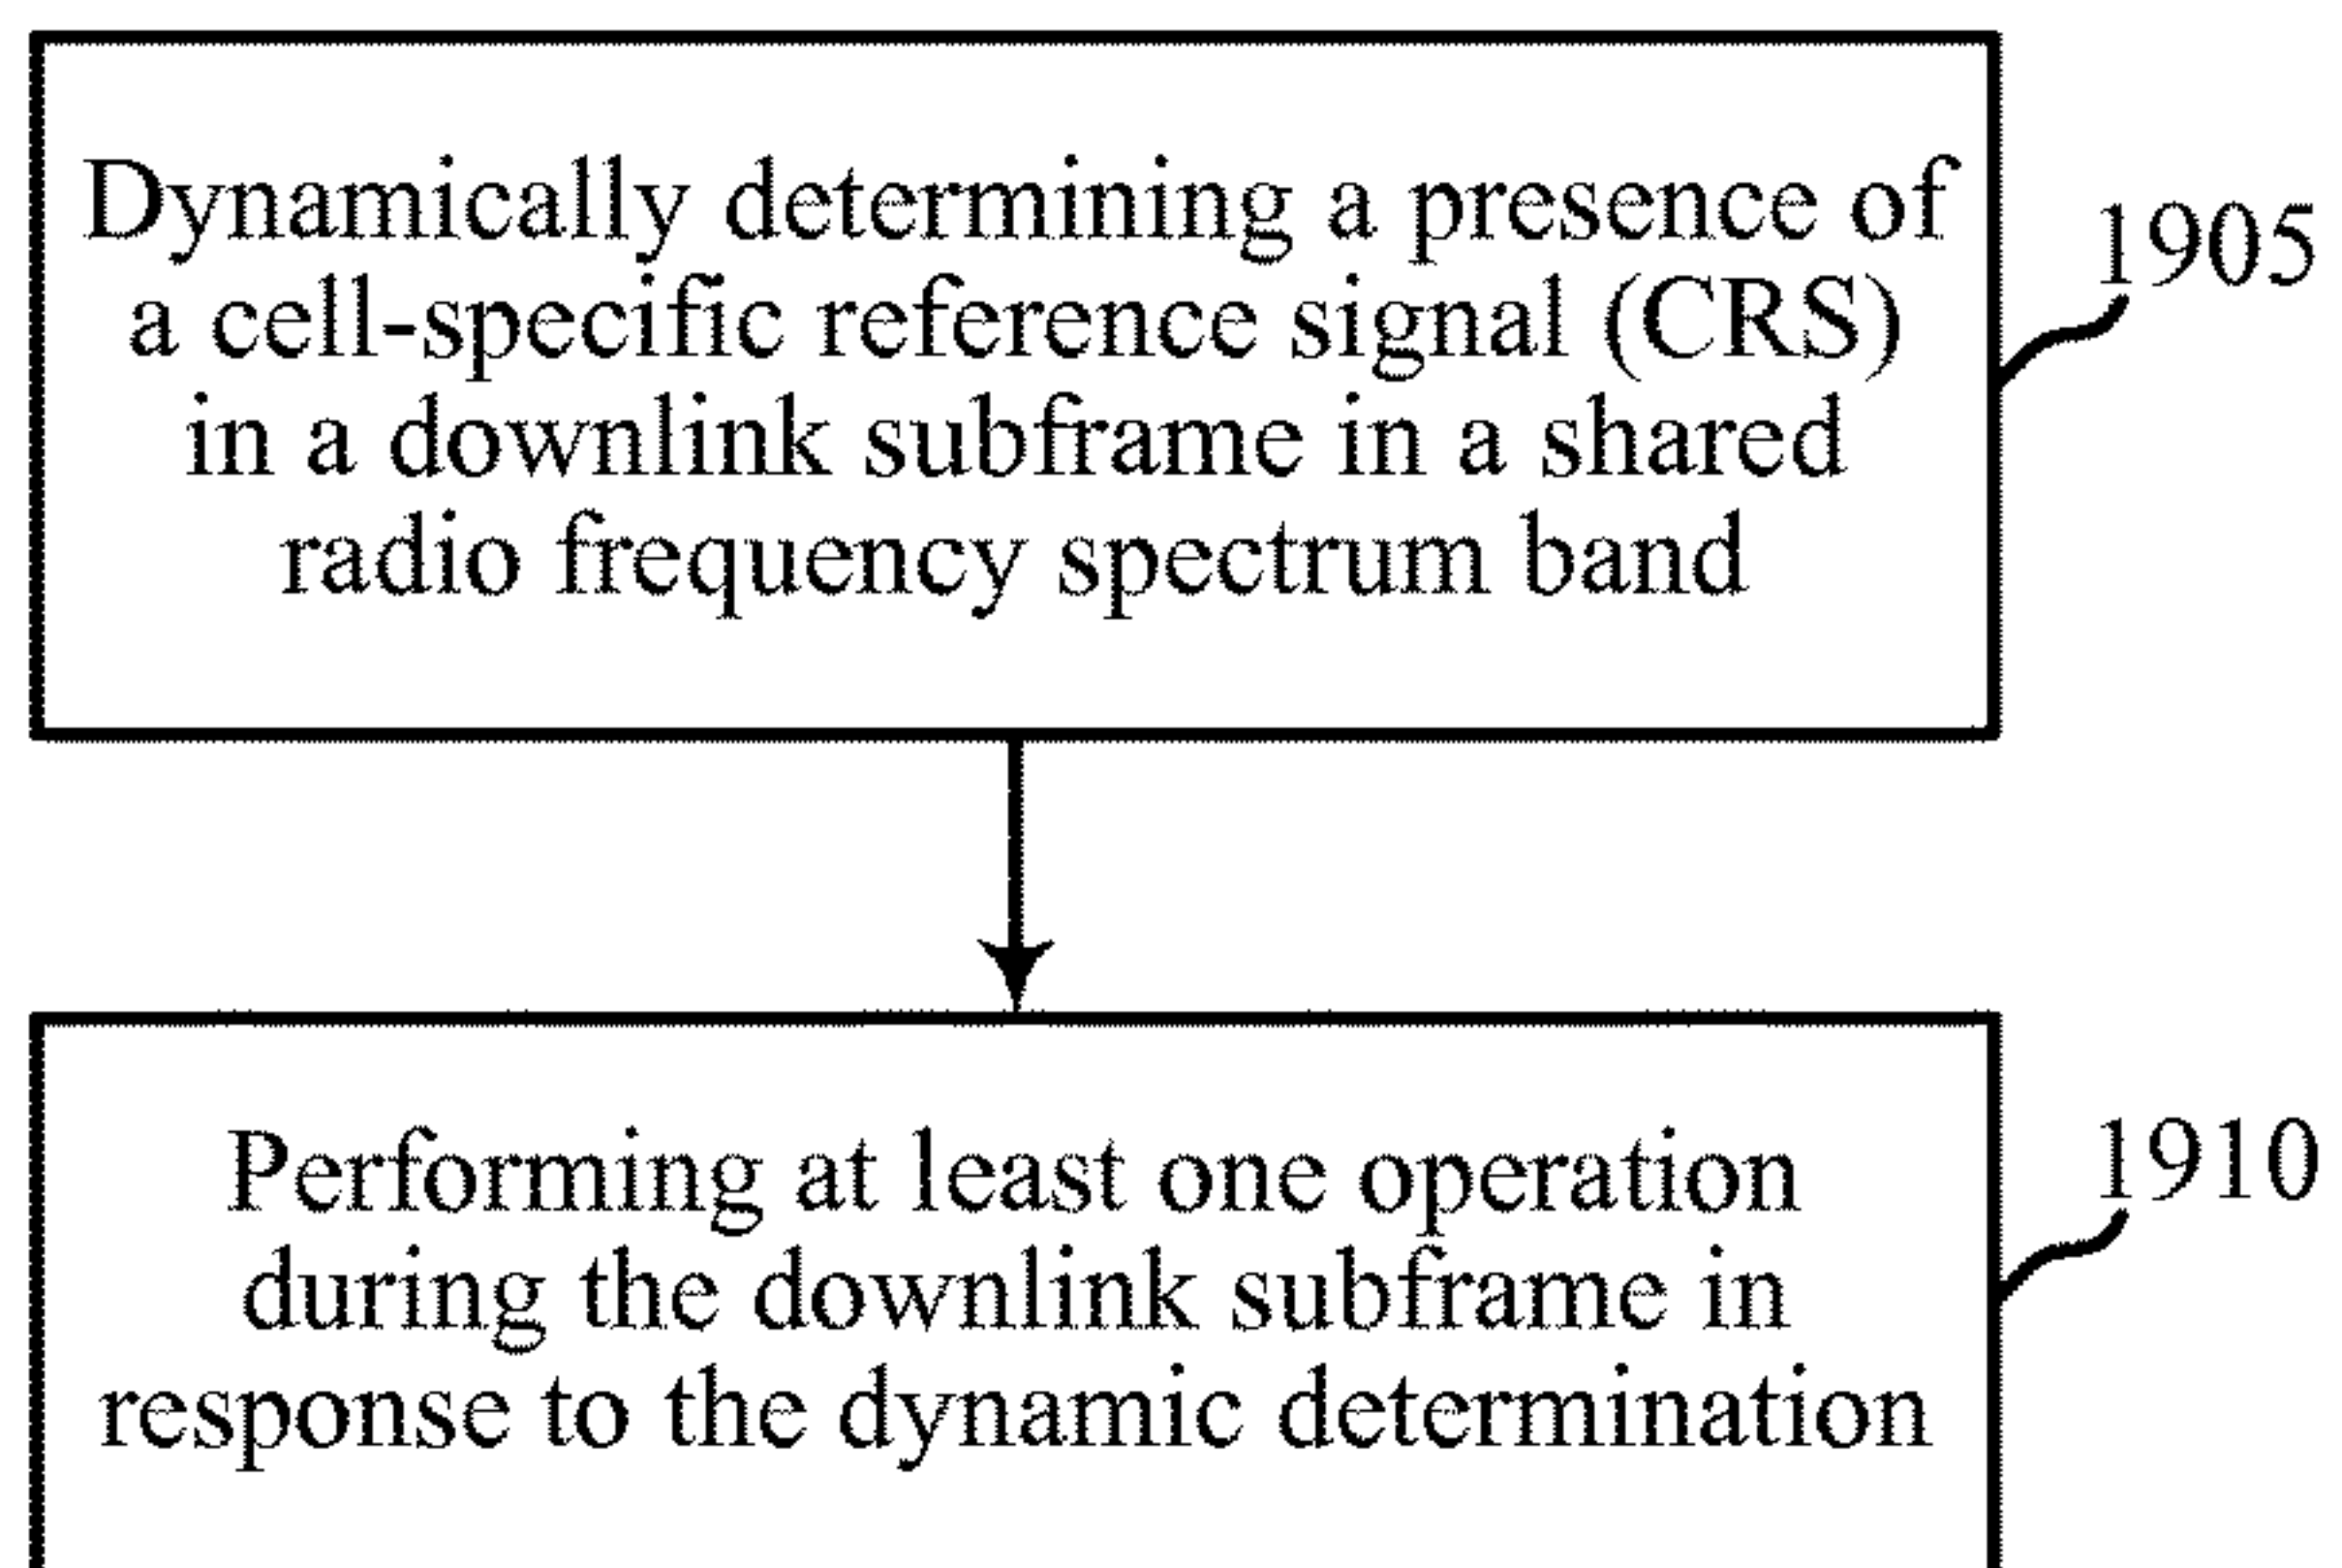 Dynamically determining a presence of
a cell-specific reference signal (CRS)
in a downlink subframe in a shared
radio frequency spectrum band
1905
Performing at least one operation
during the downlink subframe in
response to the dynamic determination
1910